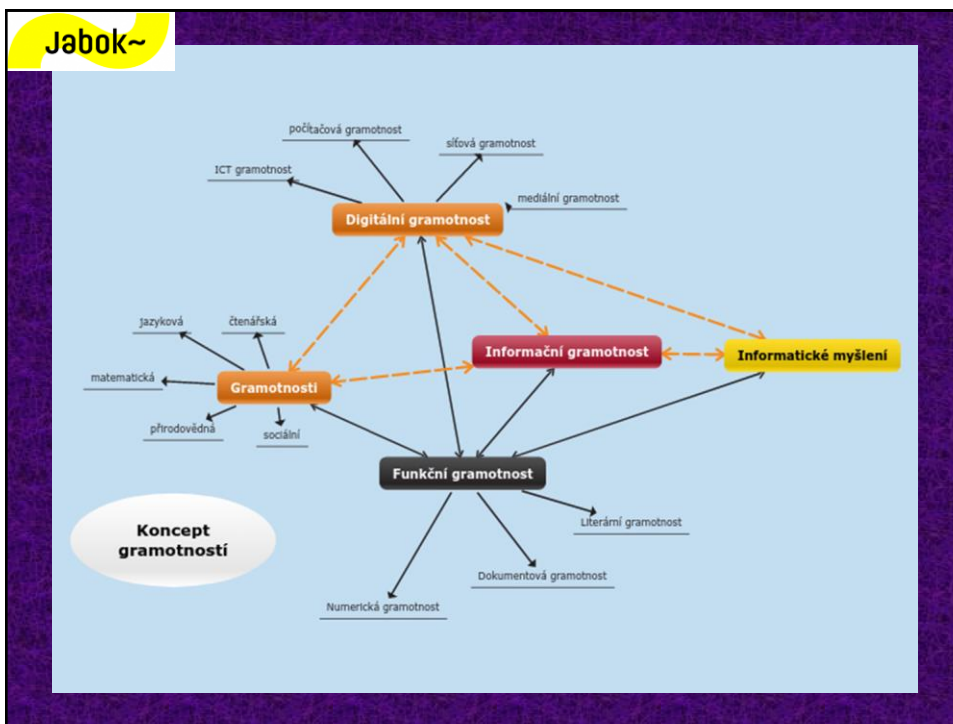 Jabok~
počítačová gramotnost
síťová gramotnost
ICT gramotnost
mediální gramotnost
Digitální gramotnost
jazyková
čtenářská
Informační gramotnost
Informatické myšlení
matematická
Gramotnosti
přírodovědná
sociální
Funkční gramotnost
Literární gramotnost
Koncept
gramotností
Dokumentová gramotnost
Numerická gramotnost